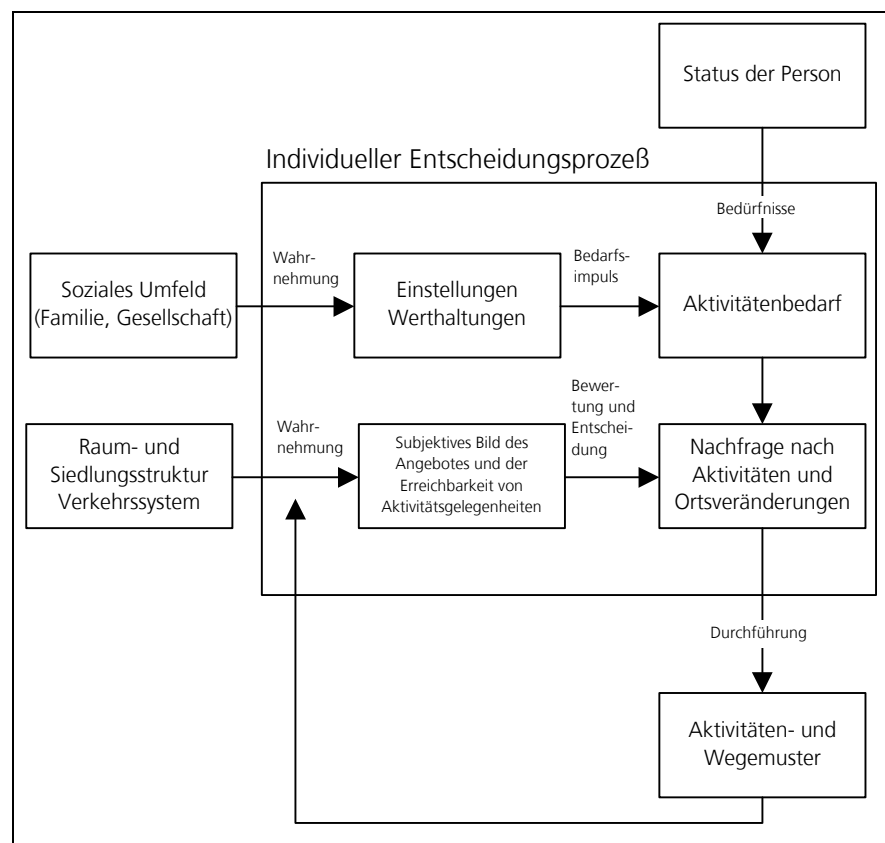 Status der Person
Individueller Entscheidungsprozeß
Bedürfnisse
Soziales Umfeld
(Familie, Gesellschaft)
Wahr-
nehmung
Einstellungen
Werthaltungen
Bedarfs-
impuls
Aktivitätenbedarf
Raum- und
Siedlungsstruktur
Verkehrssystem
Wahr-
nehmung
Subjektives Bild des
Angebotes und der
Erreichbarkeit von
Aktivitätsgelegenheiten
Bewer-
tung und
Entschei-
dung
Nachfrage nach
Aktivitäten und
Ortsveränderungen
Durchführung
Aktivitäten- und
Wegemuster